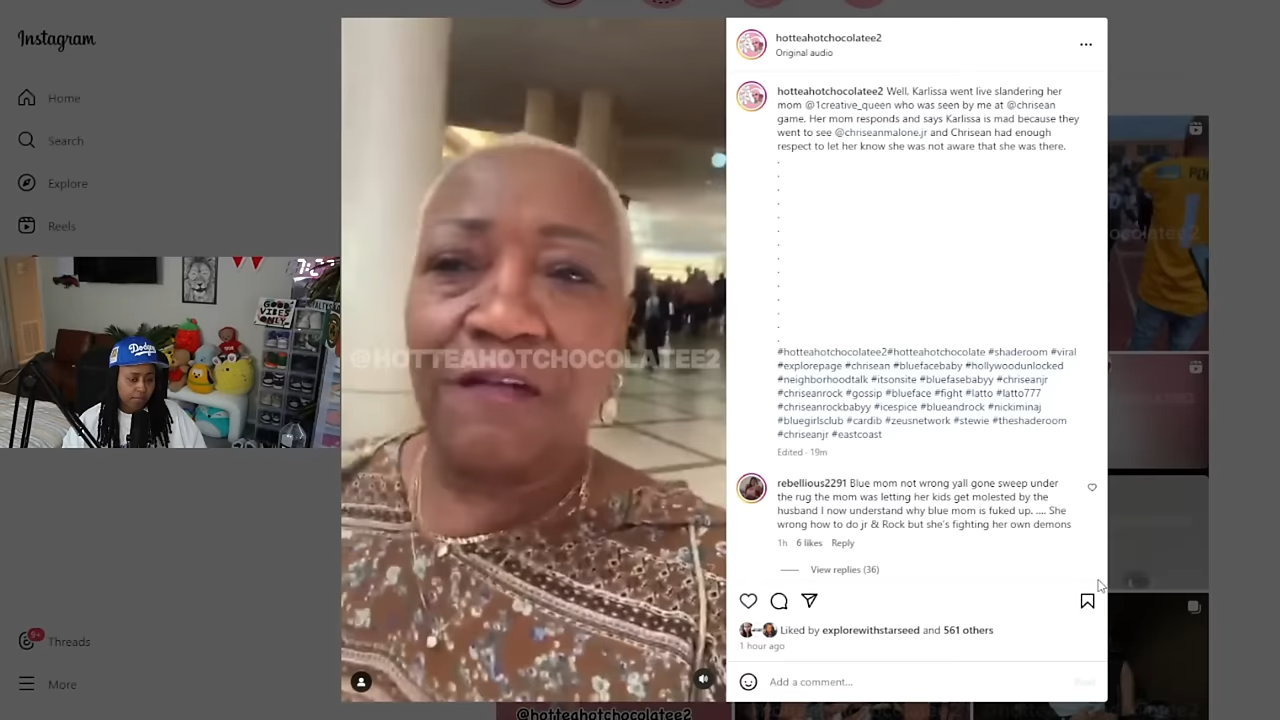 Instagram
Home
Search
Explore
Reels
Threads
9+
More
GOOD
VIBES
ONLY
Dodgers
@HOTTEAHOTCHOCOLATEE2
hotteahotchocolatee2
Original audio
hotteahotchocolatee2 Well, Karlissa went live slandering her
mom @1creative_queen who was seen by me at @chrisean
game. Her mom responds and says Karlissa is mad because they
went to see @chriseanmalone.jr and Chrisean had enough
respect to let her know she was not aware that she was there.
.
.
.
.
.
.
.
.
.
.
.
.
.
.
#hotteahotchocolatee2#hotteahotchocolate #shaderoom #viral
#explorepage #chrisean #bluefacebaby #hollywoodunlocked
#neighborhoodtalk #itsonsite #bluefasebabyy #chriseanjr
#chriseanrock #gossip #blueface #fight #latto #latto777
#chriseanrockbabyy #icespice #blueandrock #nickiminaj
#bluegirlsclub #cardib #zeusnetwork #stewie #theshaderoom
#chriseanjr #eastcoast
Edited · 19m
rebellious2291 Blue mom not wrong yall gone sweep under
the rug the mom was letting her kids get molested by the
husband I now understand why blue mom is fuked up. .... She
wrong how to do jr & Rock but she's fighting her own demons
1h 6 likes Reply
View replies (36)
Liked by explorewithstarseed and 561 others
1 hour ago
Add a comment...
Post
@hotteahotchocolatee2